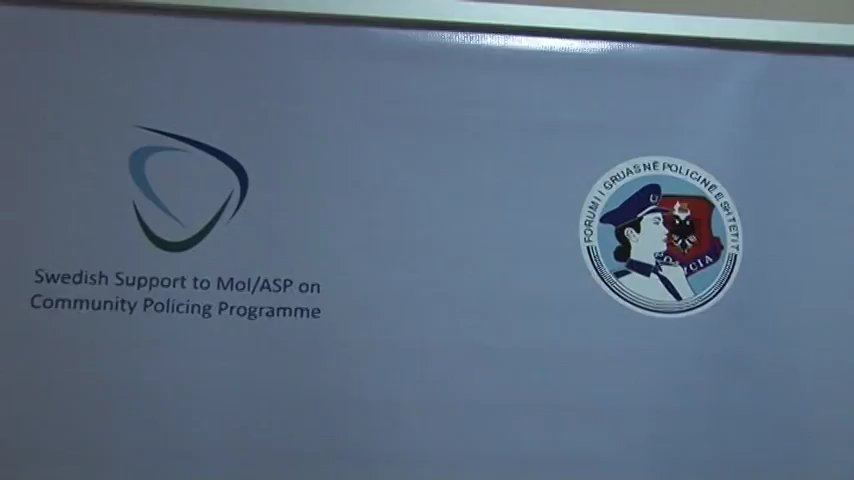 Swedish Support to MoI/ASP on
Community Policing Programme
FORUMI I GRUAS NË POLICINË E SHTETIT